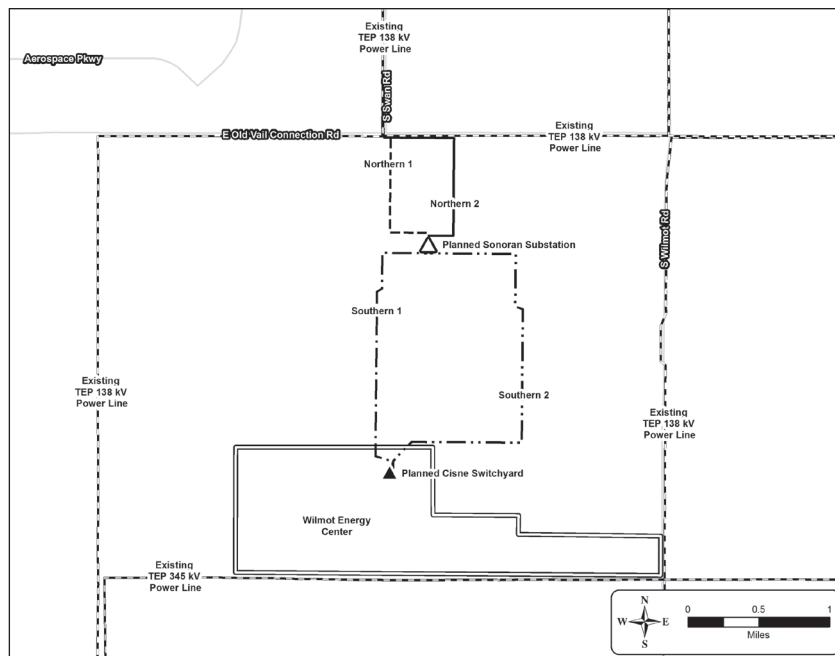 Existing
TEP 138 kV
Power Line
Aerospace Pkwy
S Swan Rd
E Old Vail Connection Rd
Existing
TEP 138 kV
Power Line
Northern 1
Northern 2
S Wilmot Rd
Planned Sonoran Substation
Southern 1
Existing
TEP 138 kV
Power Line
Southern 2
Existing
TEP 138 kV
Power Line
Planned Cisne Switchyard
Wilmot Energy
Center
Existing
TEP 345 kV
Power Line
N
W E
S
0 0.5 1
Miles